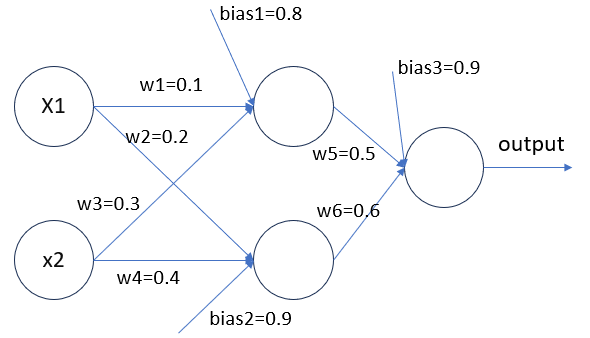 bias1=0.8
bias3=0.9
w1=0.1
X1
w2=0.2
output
w5=0.5
w3=0.3
w6=0.6
x2
w4=0.4
bias2=0.9